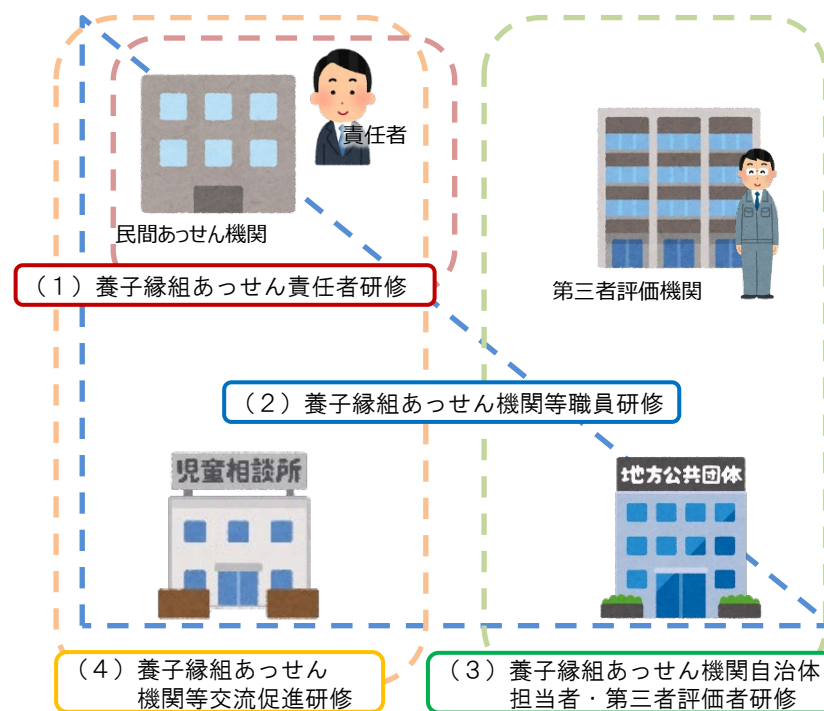 責任者
民間あっせん機関
（1）養子縁組あっせん責任者研修
第三者評価機関
（2）養子縁組あっせん機関等職員研修
児童相談所
地方公共団体
（4）養子縁組あっせん
機関等交流促進研修
（3）養子縁組あっせん機関自治体
担当者・第三者評価者研修